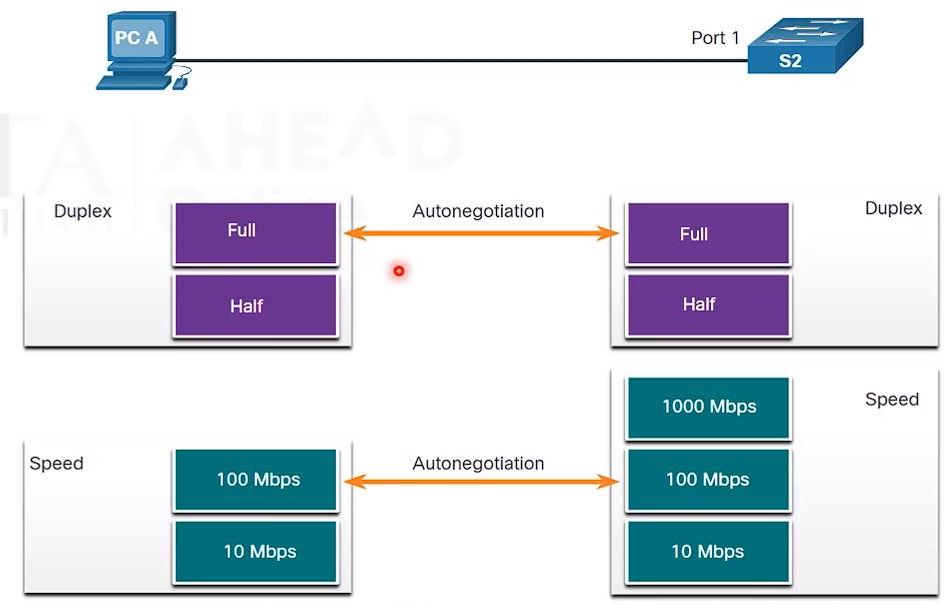 PC A
Port 1
S2
AHEAD
Duplex
Full
Half
Autonegotiation
Full
Half
Duplex
Speed
100 Mbps
10 Mbps
Autonegotiation
1000 Mbps
100 Mbps
10 Mbps
Speed